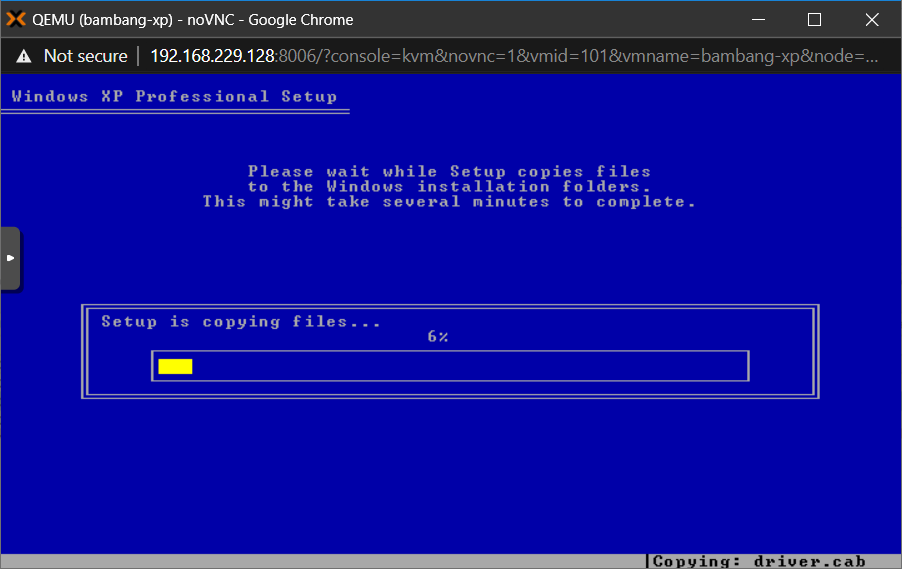 QEMU (bambang-xp) - noVNC - Google Chrome
Not secure | 192.168.229.128:8006/?console=kvm&novnc=1&vmid=101&vmname=bambang-xp&node=...
Windows XP Professional Setup
Please wait while Setup copies files
to the Windows installation folders.
This might take several minutes to complete.
Setup is copying files...
6%
Copying: driver.cab